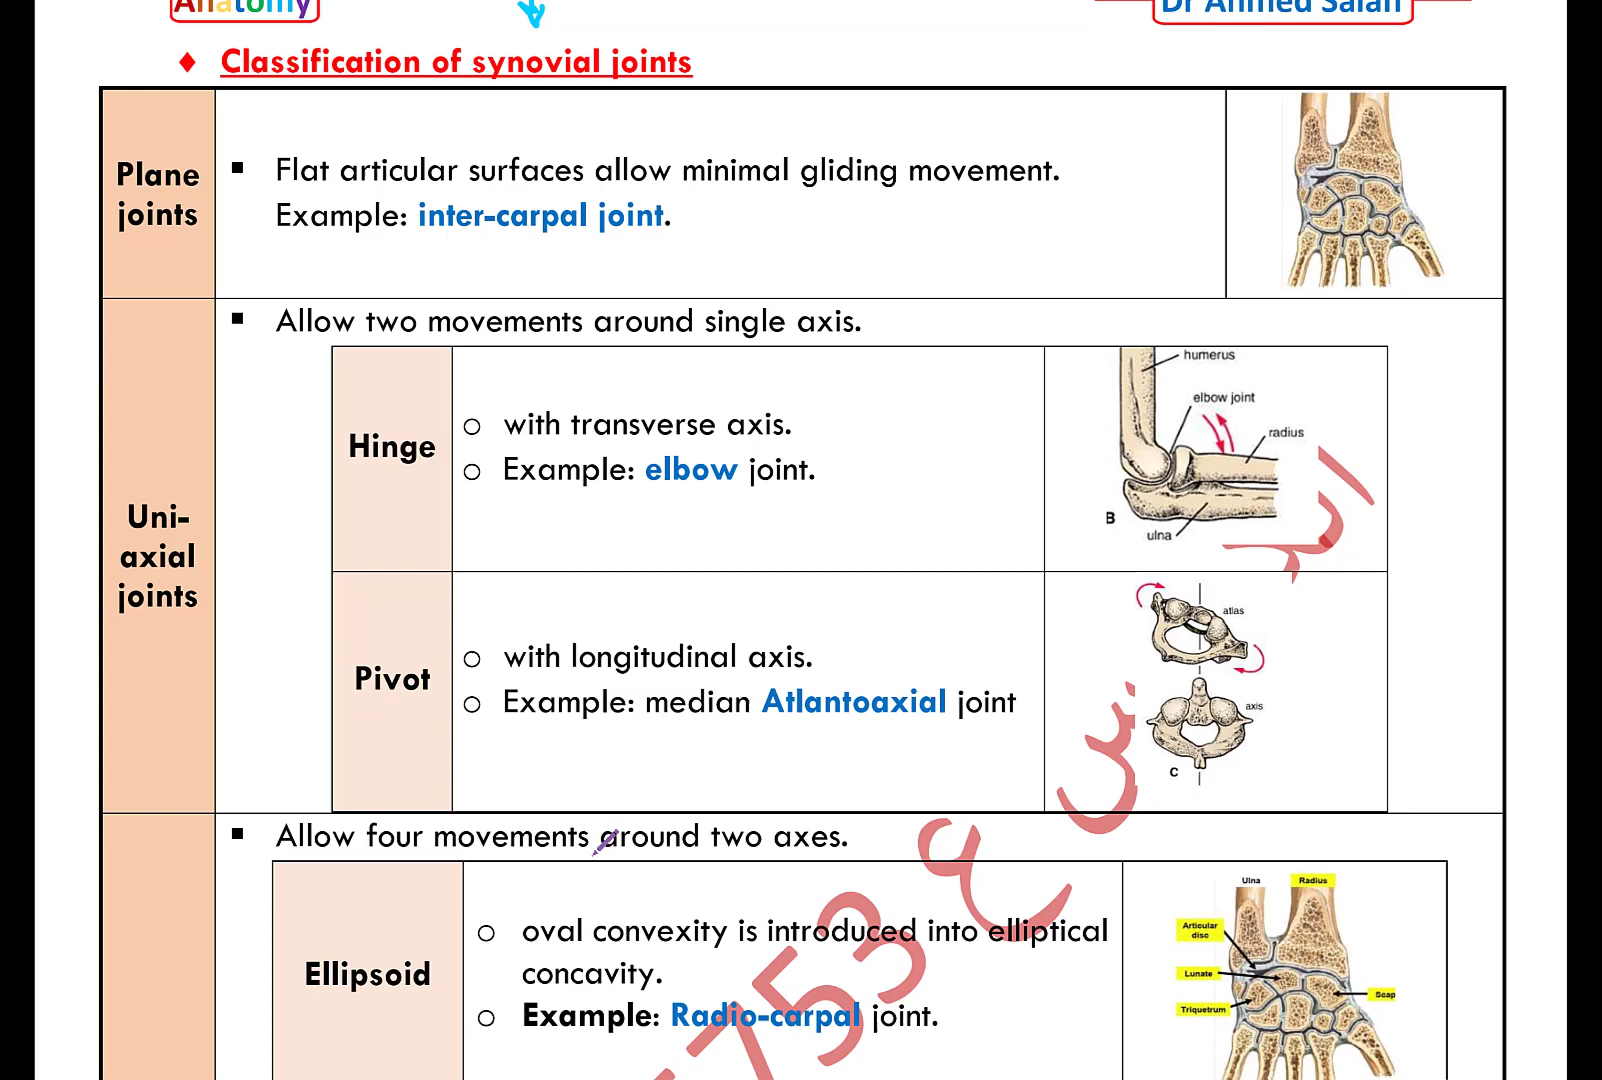 Anatomy
Dr Ahmed Salah
♦ Classification of synovial joints
Plane joints
▪ Flat articular surfaces allow minimal gliding movement.
Example: inter-carpal joint.
Uni-axial joints
▪ Allow two movements around single axis.
Hinge
o with transverse axis.
o Example: elbow joint.
humerus
elbow joint
radius
B
ulna
Pivot
o with longitudinal axis.
o Example: median Atlantoaxial joint
atlas
axis
C
▪ Allow four movements around two axes.
Ellipsoid
o oval convexity is introduced into elliptical
concavity.
o Example: Radio-carpal joint.
Ulna
Radius
Articular
disc
Lunate
Scap
Triquetrum
753